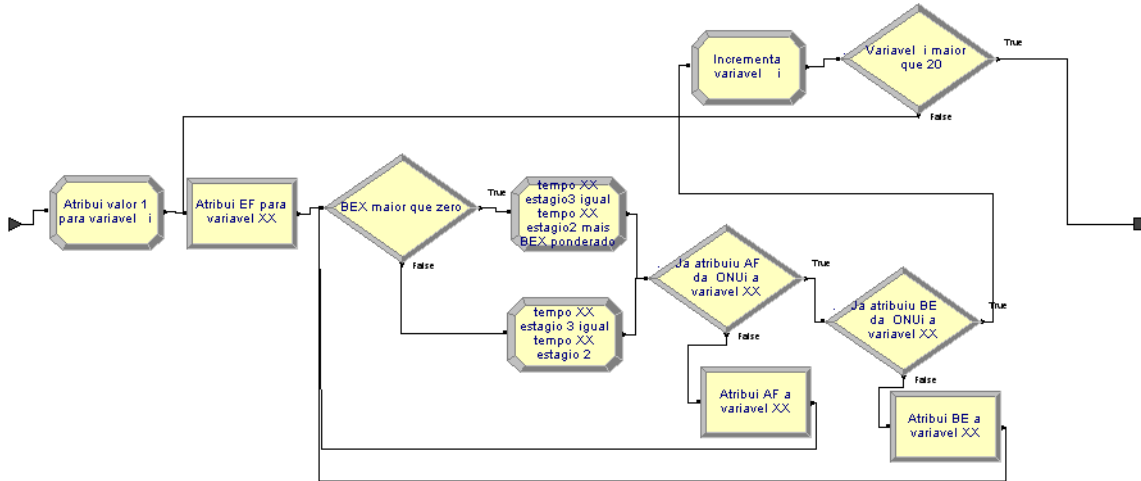 Incrementa
variavel i
Variavel i maior
que 20
True
False
Atribui valor 1
para variavel i
Atribui EF para
variavel XX
BEX maior que zero
True
False
tempo XX
estagio3 igual
tempo XX
estagio2 mais
BEX ponderado
tempo XX
estagio 3 igual
tempo XX
estagio 2
Ja atribuiu AF
da ONUi a
variavel XX
True
False
Atribui AF a
variavel XX
Ja atribuiu BE
da ONUi a
variavel XX
True
False
Atribui BE a
variavel XX